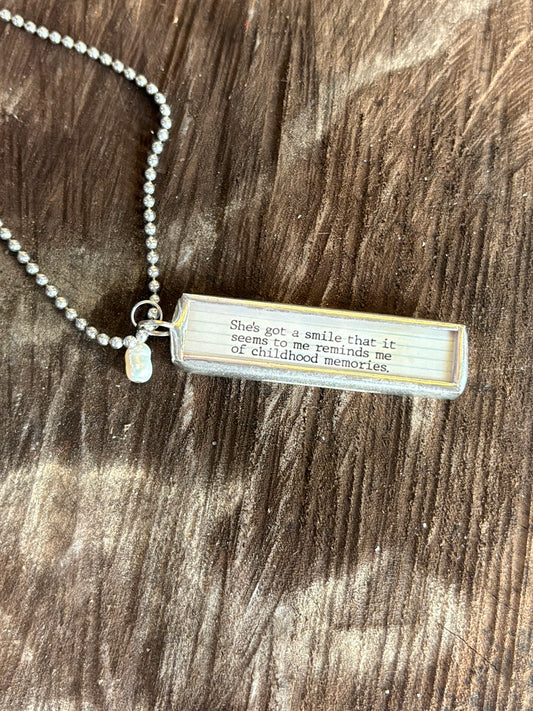 She's got a smile that it
seems to me reminds me
of childhood memories,